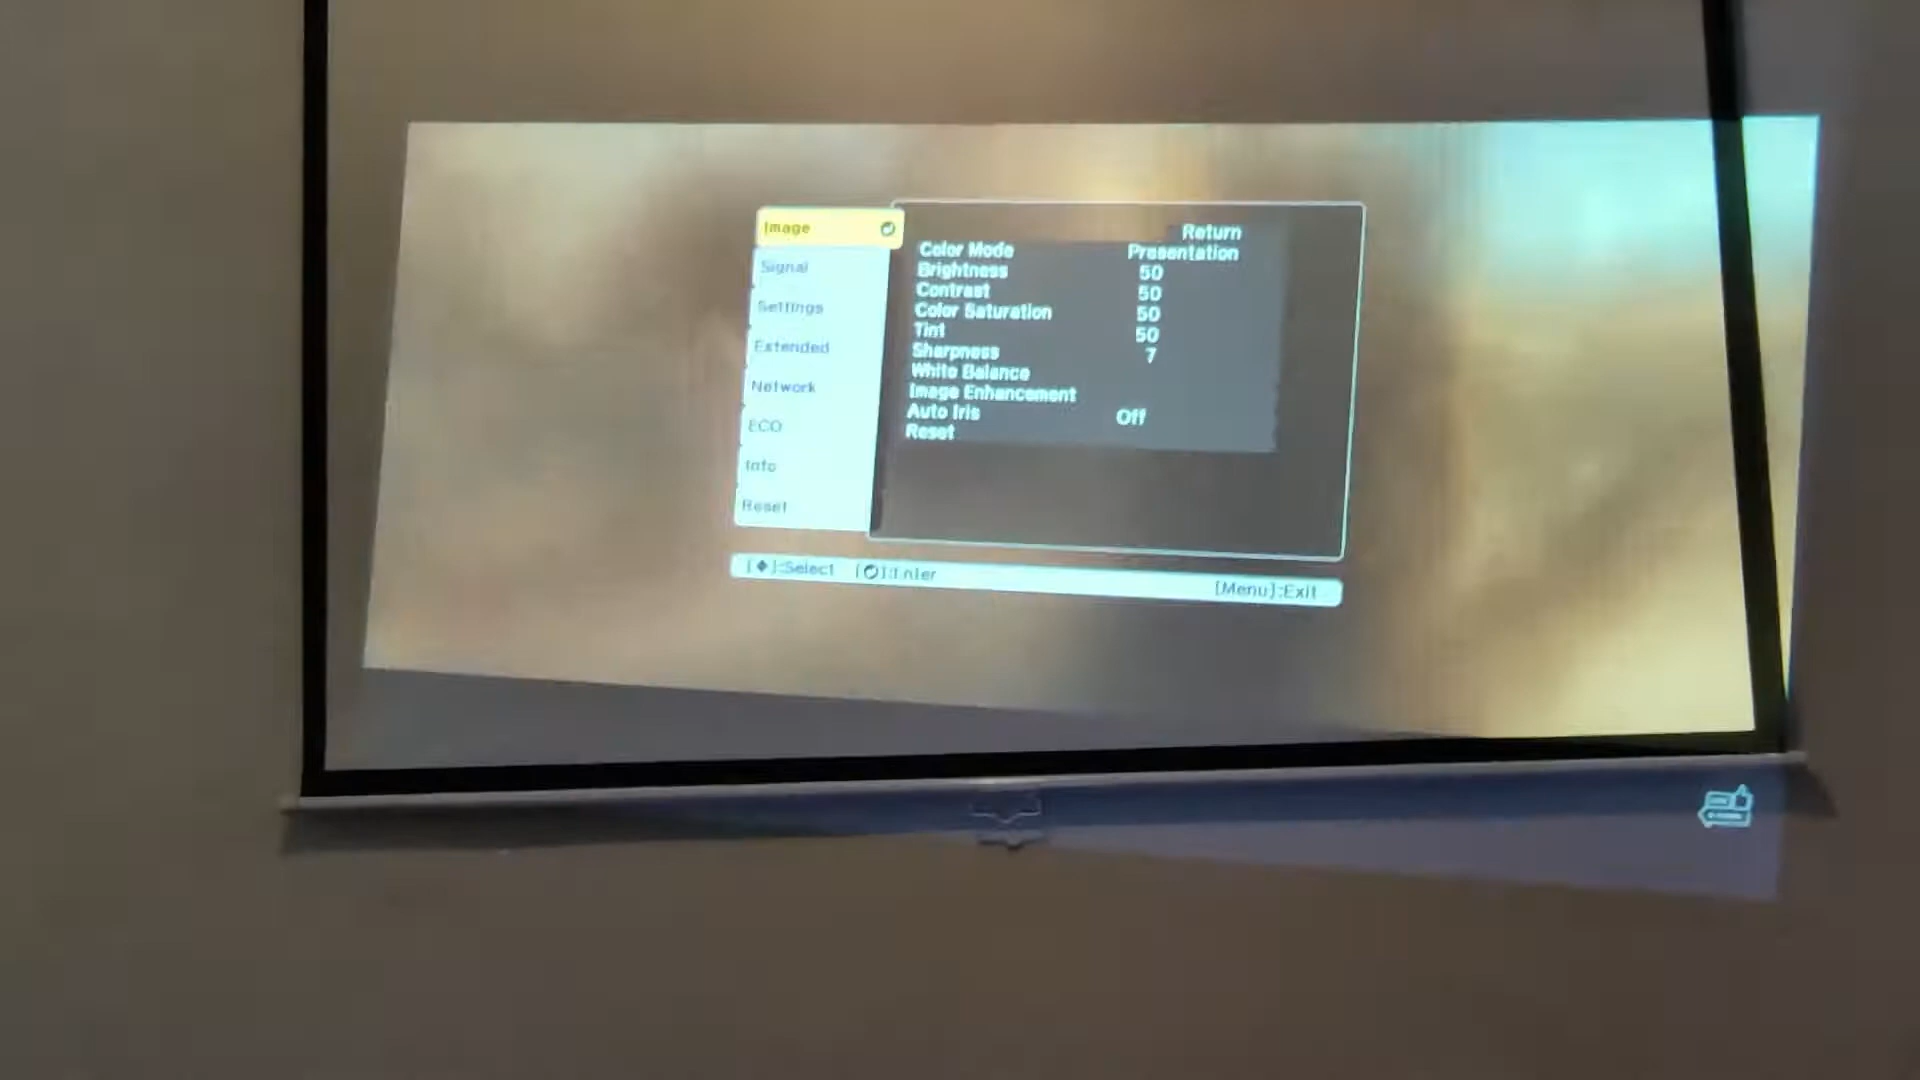 Image
Signal
Settings
Extended
Network
ECO
Info
Reset
Return
Color Mode Presentation
Brightness 50
Contrast 50
Color Saturation 50
Tint 50
Sharpness 7
White Balance
Image Enhancement
Auto Iris Off
Reset
[◆]:Select [ ]:Enter [Menu]:Exit